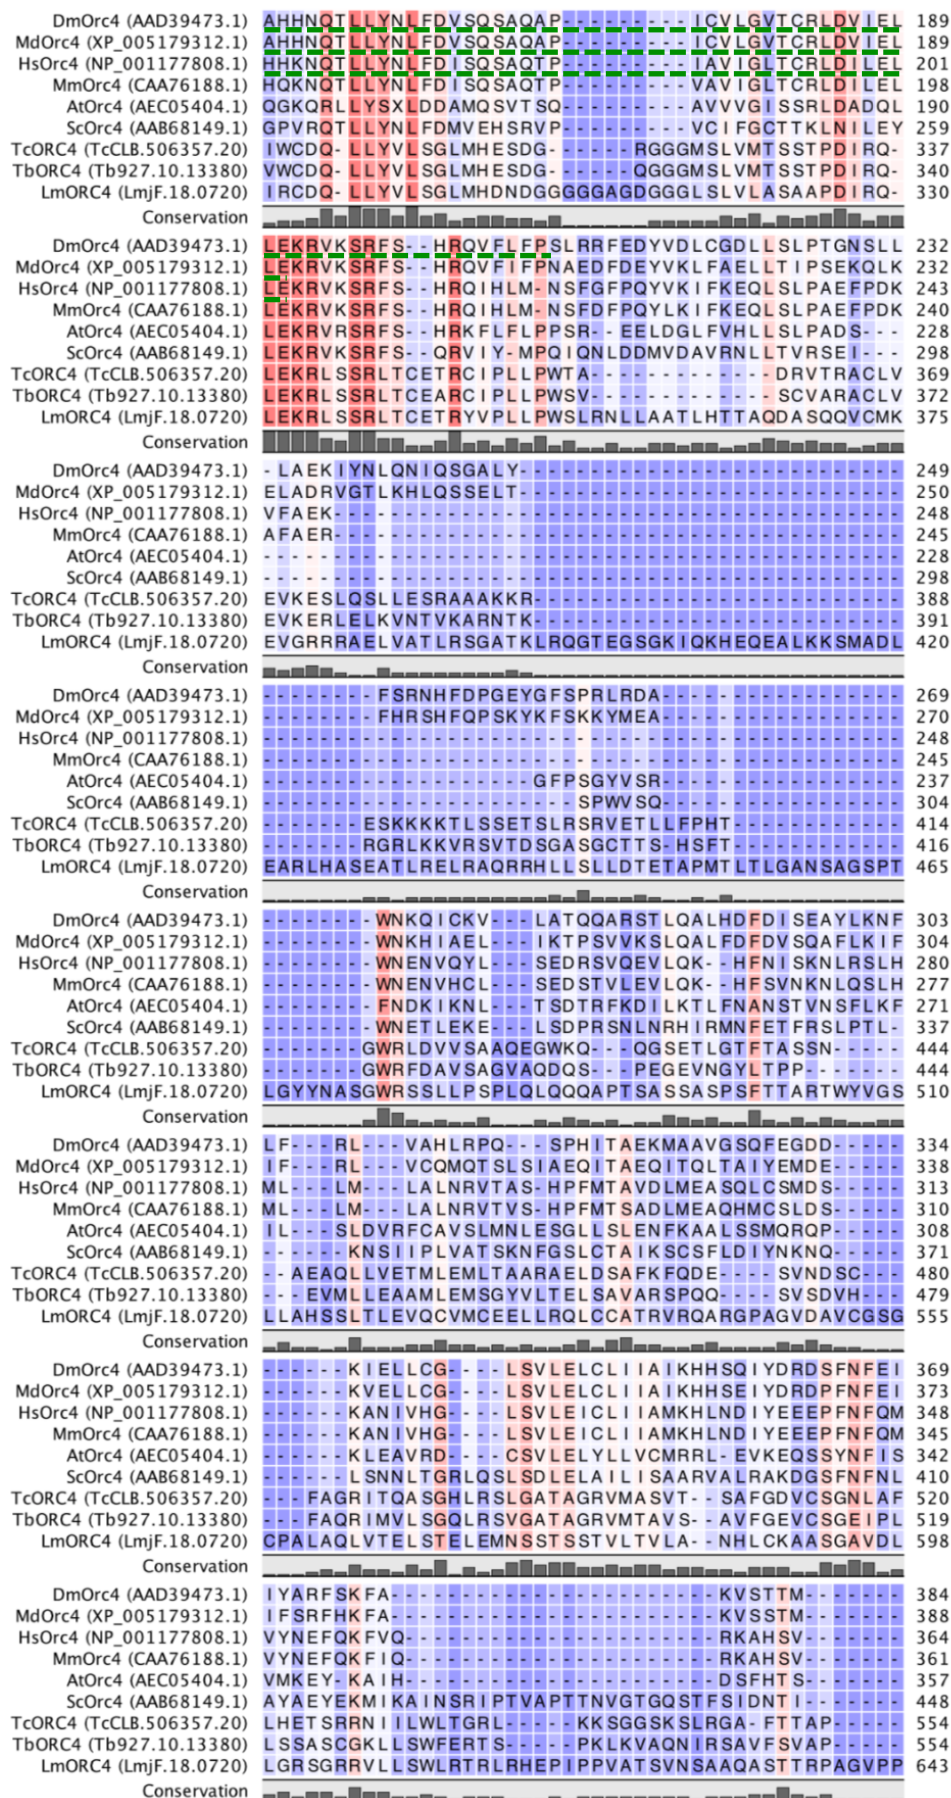 DmOrc4 (AAD39473.1) AHHNQTLLYNLFDVSQSAQAP---------ICVLGVTCRLDVIEL 189
MdOrc4 (XP_005179312.1) AHHNQTLLYNLFDVSQSAQAP---------ICVLGVTCRLDVIEL 189
HsOrc4 (NP_001177808.1) HHKNQTLLYNLFDISQSAQTP---------IAVIGLTCRLDILEL 201
MmOrc4 (CAA76188.1) HQKNQTLLYNLFDISQSAQTP---------VAVIGLTCRLDILEL 198
AtOrc4 (AEC05404.1) QGKQRLLYSXLDDAMQSVTSQ---------AVVVGISSRLDADQL 190
ScOrc4 (AAB68149.1) GPVRQTLLYNLFDMVEHSRVP---------VCIFGCTTKLNILEY 259
TcORC4 (TcCLB.506357.20) IWCDQ-LLYVLSGLMHESDG------RGGGMSLVMTSSTPDIRQ- 337
TbORC4 (Tb927.10.13380) VWCDQ-LLYVLSGLMHESDGG-----QGGGMSLVMTSSTPDIRQ- 340
LmORC4 (LmjF.18.0720) IRCDQ-LLYVLSGLMHDNDGGGGGAGDGGGLSLVLASAPDIRQ- 330
Conservation
DmOrc4 (AAD39473.1) LEKRVKSRFS--HRQVFLFPSLRRFEDYVDLCGDLLSLPTGNSLL 232
MdOrc4 (XP_005179312.1) LEKRVKSRFS--HRQVFIFPNAEDFDEYVKLFAELLTIPSEKQLK 232
HsOrc4 (NP_001177808.1) LEKRVKSRFS--HRQIHLM-NSFGFPQYVKIFKEQLSLPAEFPDK 243
MmOrc4 (CAA76188.1) LEKRVKSRFS--HRQIHLM-NSFDFPQYLKIFKEQLSLPAEFPDK 240
AtOrc4 (AEC05404.1) LEKRVRSRFS--HRKFLFLPPSR--EELDGLFVHLLSLPADS--- 228
ScOrc4 (AAB68149.1) LEKRVKSRFS--QRVIY-MPQIQNLDDMVDAVRNLLTVRSEI--- 298
TcORC4 (TcCLB.506357.20) LEKRLSSRLTCETRCIPLLPWTA-------------DRVTRACLV 369
TbORC4 (Tb927.10.13380) LEKRLSSRLTCEARCIPLLPWSV-------------SCVARACLV 372
LmORC4 (LmjF.18.0720) LEKRLSSRLTCETRYVPLLPWSLRNLLAATLHTTAQDASQQVCMK 375
Conservation
DmOrc4 (AAD39473.1) -LAEKIYNLQNIQSGALY--------------------------- 249
MdOrc4 (XP_005179312.1) ELADRVGTLKHLQSSELT--------------------------- 250
HsOrc4 (NP_001177808.1) VFAEK---------------------------------------- 248
MmOrc4 (CAA76188.1) AFAER---------------------------------------- 245
AtOrc4 (AEC05404.1) --------------------------------------------- 228
ScOrc4 (AAB68149.1) --------------------------------------------- 298
TcORC4 (TcCLB.506357.20) EVKESLQSLLESRAAAKKR-------------------------- 388
TbORC4 (Tb927.10.13380) EVKERLELKVNTVKARNTK-------------------------- 391
LmORC4 (LmjF.18.0720) EVGRRRAELVATLRSGATKLRQGTEGSGKIQKHEQEALKKSMADL 420
Conservation
DmOrc4 (AAD39473.1) --------FSRNHFDPGEYGFSPRLRDA----------------- 269
MdOrc4 (XP_005179312.1) --------FHRSHFQPSKYKFSKKYMEA----------------- 270
HsOrc4 (NP_001177808.1) --------------------------------------------- 248
MmOrc4 (CAA76188.1) --------------------------------------------- 245
AtOrc4 (AEC05404.1) -------------------GFPSGYVSR----------------- 237
ScOrc4 (AAB68149.1) ----------------------SPWVSQ----------------- 304
TcORC4 (TcCLB.506357.20) -------ESKKKKTLSSETSLRSRVETLLFPHT------------ 414
TbORC4 (Tb927.10.13380) -------RGRLKKVRSVTDSGASGCTTS-HSFT------------ 416
LmORC4 (LmjF.18.0720) EARLHASEATLRELRAQRRHLLSLLDTETAPMTLTLGANSAGSPT 465
Conservation
DmOrc4 (AAD39473.1) --------WNKQICKV---LATQQARSTLQALHDFDISEAYLKNF 303
MdOrc4 (XP_005179312.1) --------WNKHIAEL---IKTPSVVKSLQALFDFDVSQAFLKIF 304
HsOrc4 (NP_001177808.1) --------WNENVQYL---SEDRSVQEVLQK--HFNISKNLRSLH 280
MmOrc4 (CAA76188.1) --------WNENVHCL---SEDSTVLEVLQK--HFSVNKNLQSLH 277
AtOrc4 (AEC05404.1) --------FNDKIKNL---TSDTRFKDILKTLFNANSTVNSFLKF 271
ScOrc4 (AAB68149.1) --------WNETLEKE---LSDPRSNLNRHIRMNFETFRSLPTL- 337
TcORC4 (TcCLB.506357.20) -------GWRLDVVSAAQEGWKQ---QGSETLGTFTASSN----- 444
TbORC4 (Tb927.10.13380) -------GWRFDAVSAGVAQDQS---PEGEVNGYLTPP------- 444
LmORC4 (LmjF.18.0720) LGYYNASGWRSSLLPSPLQLQQQAPTSASSASPSFTTARTWYVGS 510
Conservation
DmOrc4 (AAD39473.1) LF---RL---VAHLRPQ---SPHITAEKMAAVGSQFEGDD----- 334
MdOrc4 (XP_005179312.1) IF---RL---VCQMQTSLSIAEQITAEQITQLTAIYEMDE----- 338
HsOrc4 (NP_001177808.1) ML---LM---LALNRVTAS-HPFMTAVDLMEASQLCSMDS----- 313
MmOrc4 (CAA76188.1) ML---LM---LALNRVTVS-HPFMTSADLMEAQHMCSLDS----- 310
AtOrc4 (AEC05404.1) IL---SLDVRFCAVSLMNLESGLLSLENFKAALSSMQRQP----- 308
ScOrc4 (AAB68149.1) ------KNSIIPLVATSKNFGSLCTAIKSCSFLDIYNKNQ----- 371
TcORC4 (TcCLB.506357.20) --AEAQLLVETMLEMLTAARAELDSAFKFQDE----SVNDSC--- 480
TbORC4 (Tb927.10.13380) ---EVMLLEAAMLEMSGYVLTELSAVARSPQQ----SVSDVH--- 479
LmORC4 (LmjF.18.0720) LLAHSSLTLEVQCVMCEELLRQLCCATRVRQARGPAGVDAVCGSG 555
Conservation
DmOrc4 (AAD39473.1) ------KIELLCG----LSVLELCLIIAIKHHSQIYDRDSFNFEI 369
MdOrc4 (XP_005179312.1) ------KVELLCG----LSVLELCLIIAIKHHSEIYDRDPFNFEI 373
HsOrc4 (NP_001177808.1) ------KANIVHG----LSVLEICLIIAMKHLNDIYEEEPFNFQM 348
MmOrc4 (CAA76188.1) ------KANIVHG----LSVLEICLIIAMKHLNDIYEEEPFNFQM 345
AtOrc4 (AEC05404.1) ------KLEAVRD----CSVLELYLLVCMRRL-EVKEQSSYNFIS 342
ScOrc4 (AAB68149.1) ------LSNNLTGRLQSLSDLELAILISAARVALRAKDGSFNFNL 410
TcORC4 (TcCLB.506357.20) ---FAGRITQASGHLRSLGATAGRVMASVT--SAFGDVCSGNLAF 520
TbORC4 (Tb927.10.13380) ---FAQRIMVLSGQLRSVGATAGRVMTAVS--AVFGEVCSGEIPL 519
LmORC4 (LmjF.18.0720) CPALAQLVTELSTELEMNSSTSSTVLTVLA--NHLCKAASGAVDL 598
Conservation
DmOrc4 (AAD39473.1) IYARFSKFA-----------------------KVSTTM------- 384
MdOrc4 (XP_005179312.1) IFSRFHKFA-----------------------KVSSTM------- 388
HsOrc4 (NP_001177808.1) VYNEFQKFVQ----------------------RKAHSV------- 364
MmOrc4 (CAA76188.1) VYNEFQKFIQ----------------------RKAHSV------- 361
AtOrc4 (AEC05404.1) VMKEY-KAIH----------------------DSFHTS------- 357
ScOrc4 (AAB68149.1) AYAEYEKMIKAINSRIPTVAPTTNVGTGQSTFSIDNTI------- 448
TcORC4 (TcCLB.506357.20) LHETSRRNIILWLTGRL-----KKSGGSKSLRGA-FTTAP----- 554
TbORC4 (Tb927.10.13380) LSSASCGKLLSWFERTS-----PKLKVAQNIRSAVFSVAP----- 554
LmORC4 (LmjF.18.0720) LGRSGRRVLLSWLRTRLRHEPIPPVATSVNSAAQASTTRPAGVPP 643
Conservation